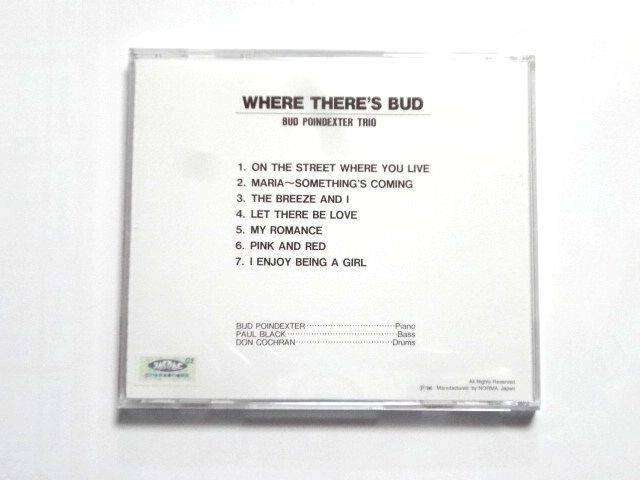 WHERE THERE'S BUD
BUD POINDEXTER TRIO
1. ON THE STREET WHERE YOU LIVE
2. MARIA～SOMETHING'S COMING
3. THE BREEZE AND I
4. LET THERE BE LOVE
5. MY ROMANCE
6. PINK AND RED
7. I ENJOY BEING A GIRL
BUD POINDEXTER·····························Piano
PAUL BLACK···································Bass
DON COCHRAN································Drums
All Rights Reserved
Manufactured by NORMA, Japan